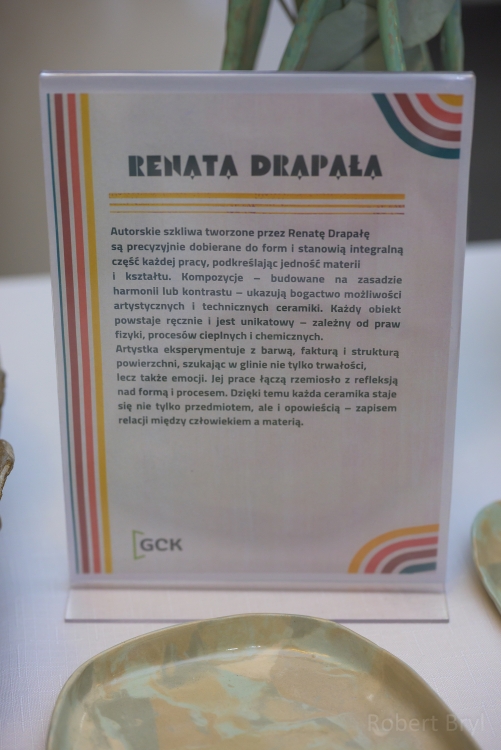 RENATA DRAPAŁA
Autorskie szkliwa tworzone przez Renatę Drapałę
są precyzyjnie dobierane do form i stanowią integralną
część każdej pracy, podkreślając jedność materii
i kształtu. Kompozycje – budowane na zasadzie
harmonii lub kontrastu – ukazują bogactwo możliwości
artystycznych i technicznych ceramiki. Każdy obiekt
powstaje ręcznie i jest unikatowy – zależny od praw
fizyki, procesów cieplnych i chemicznych.
Artystka eksperymentuje z barwą, fakturą i strukturą
powierzchni, szukając w glinie nie tylko trwałości,
lecz także emocji. Jej prace łączą rzemiosło z refleksją
nad formą i procesem. Dzięki temu każda ceramika staje
się nie tylko przedmiotem, ale i opowieścią – zapisem
relacji między człowiekiem a materią.
GCK
Robert Bryl